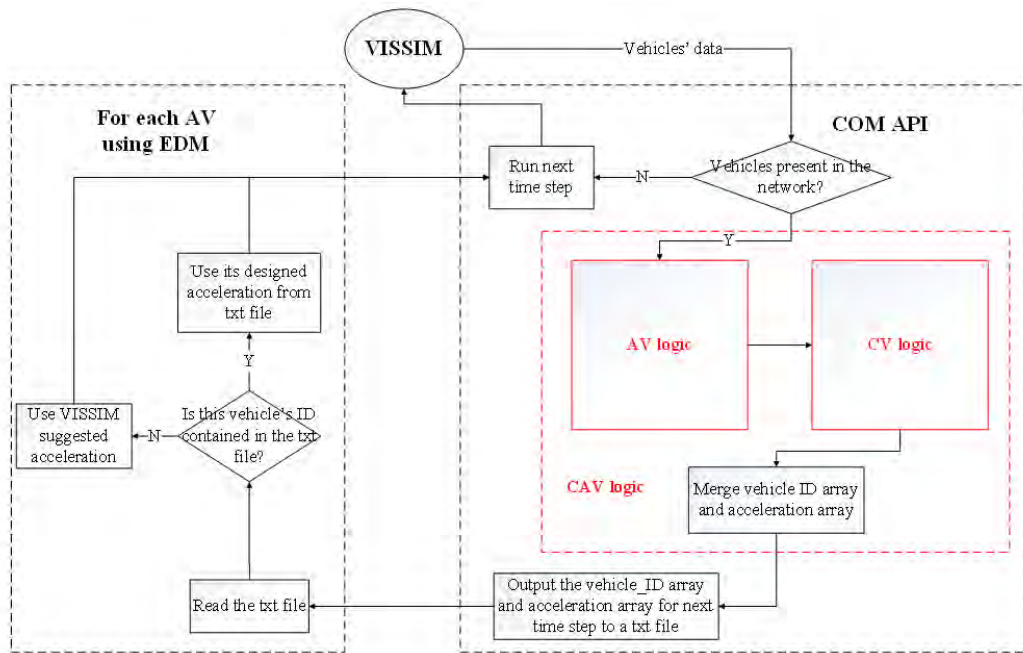 VISSIM
Vehicles' data
For each AV
using EDM
COM API
Run next
time step
N
Vehicles present in the
network?
Y
Use its designed
acceleration from
txt file
AV logic
CV logic
Y
Use VISSIM
suggested
acceleration
N
Is this vehicle's ID
contained in the txt
file?
CAV logic
Merge vehicle ID array
and acceleration array
Read the txt file
Output the vehicle_ID array
and acceleration array for next
time step to a txt file